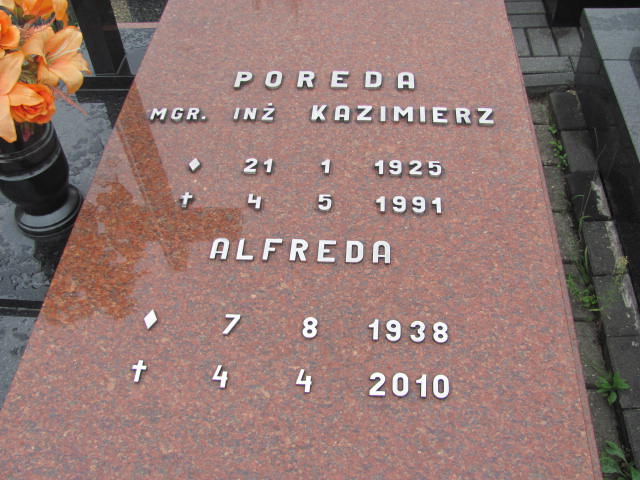 POREDA
MGR. INŻ KAZIMIERZ
♦ 21 1 1925
✝ 4 5 1991
ALFREDA
♦ 7 8 1938
✝ 4 4 2010